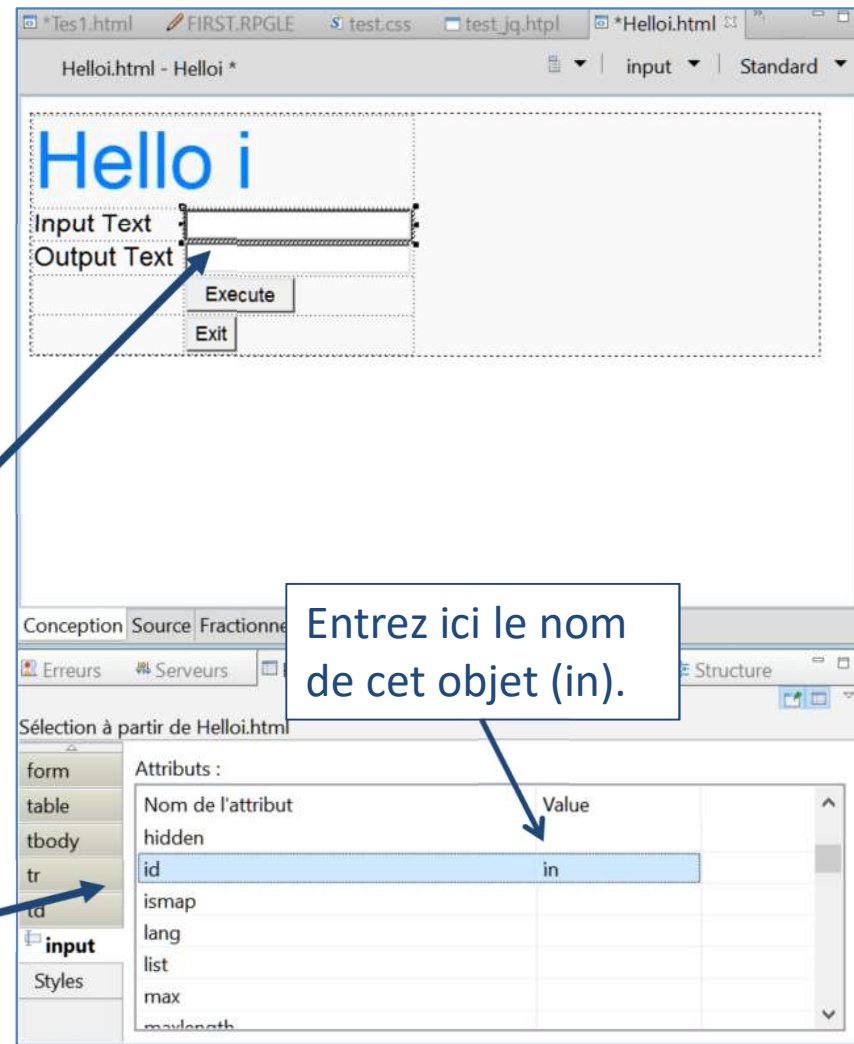 *Tes1.html FIRST.RPGLE test.css test_jq.htpl *Helloi.html
Helloi.html - Helloi * input Standard
Hello i
Input Text
Output Text
Execute
Exit
Conception Source Fractionne
Entrez ici le nom
de cet objet (in).
Erreurs Serveurs Structure
Sélection à partir de Helloi.html
form Attributs :
table Nom de l'attribut Value
tbody hidden
tr id in
td ismap
input lang
list
Styles max
maxlength